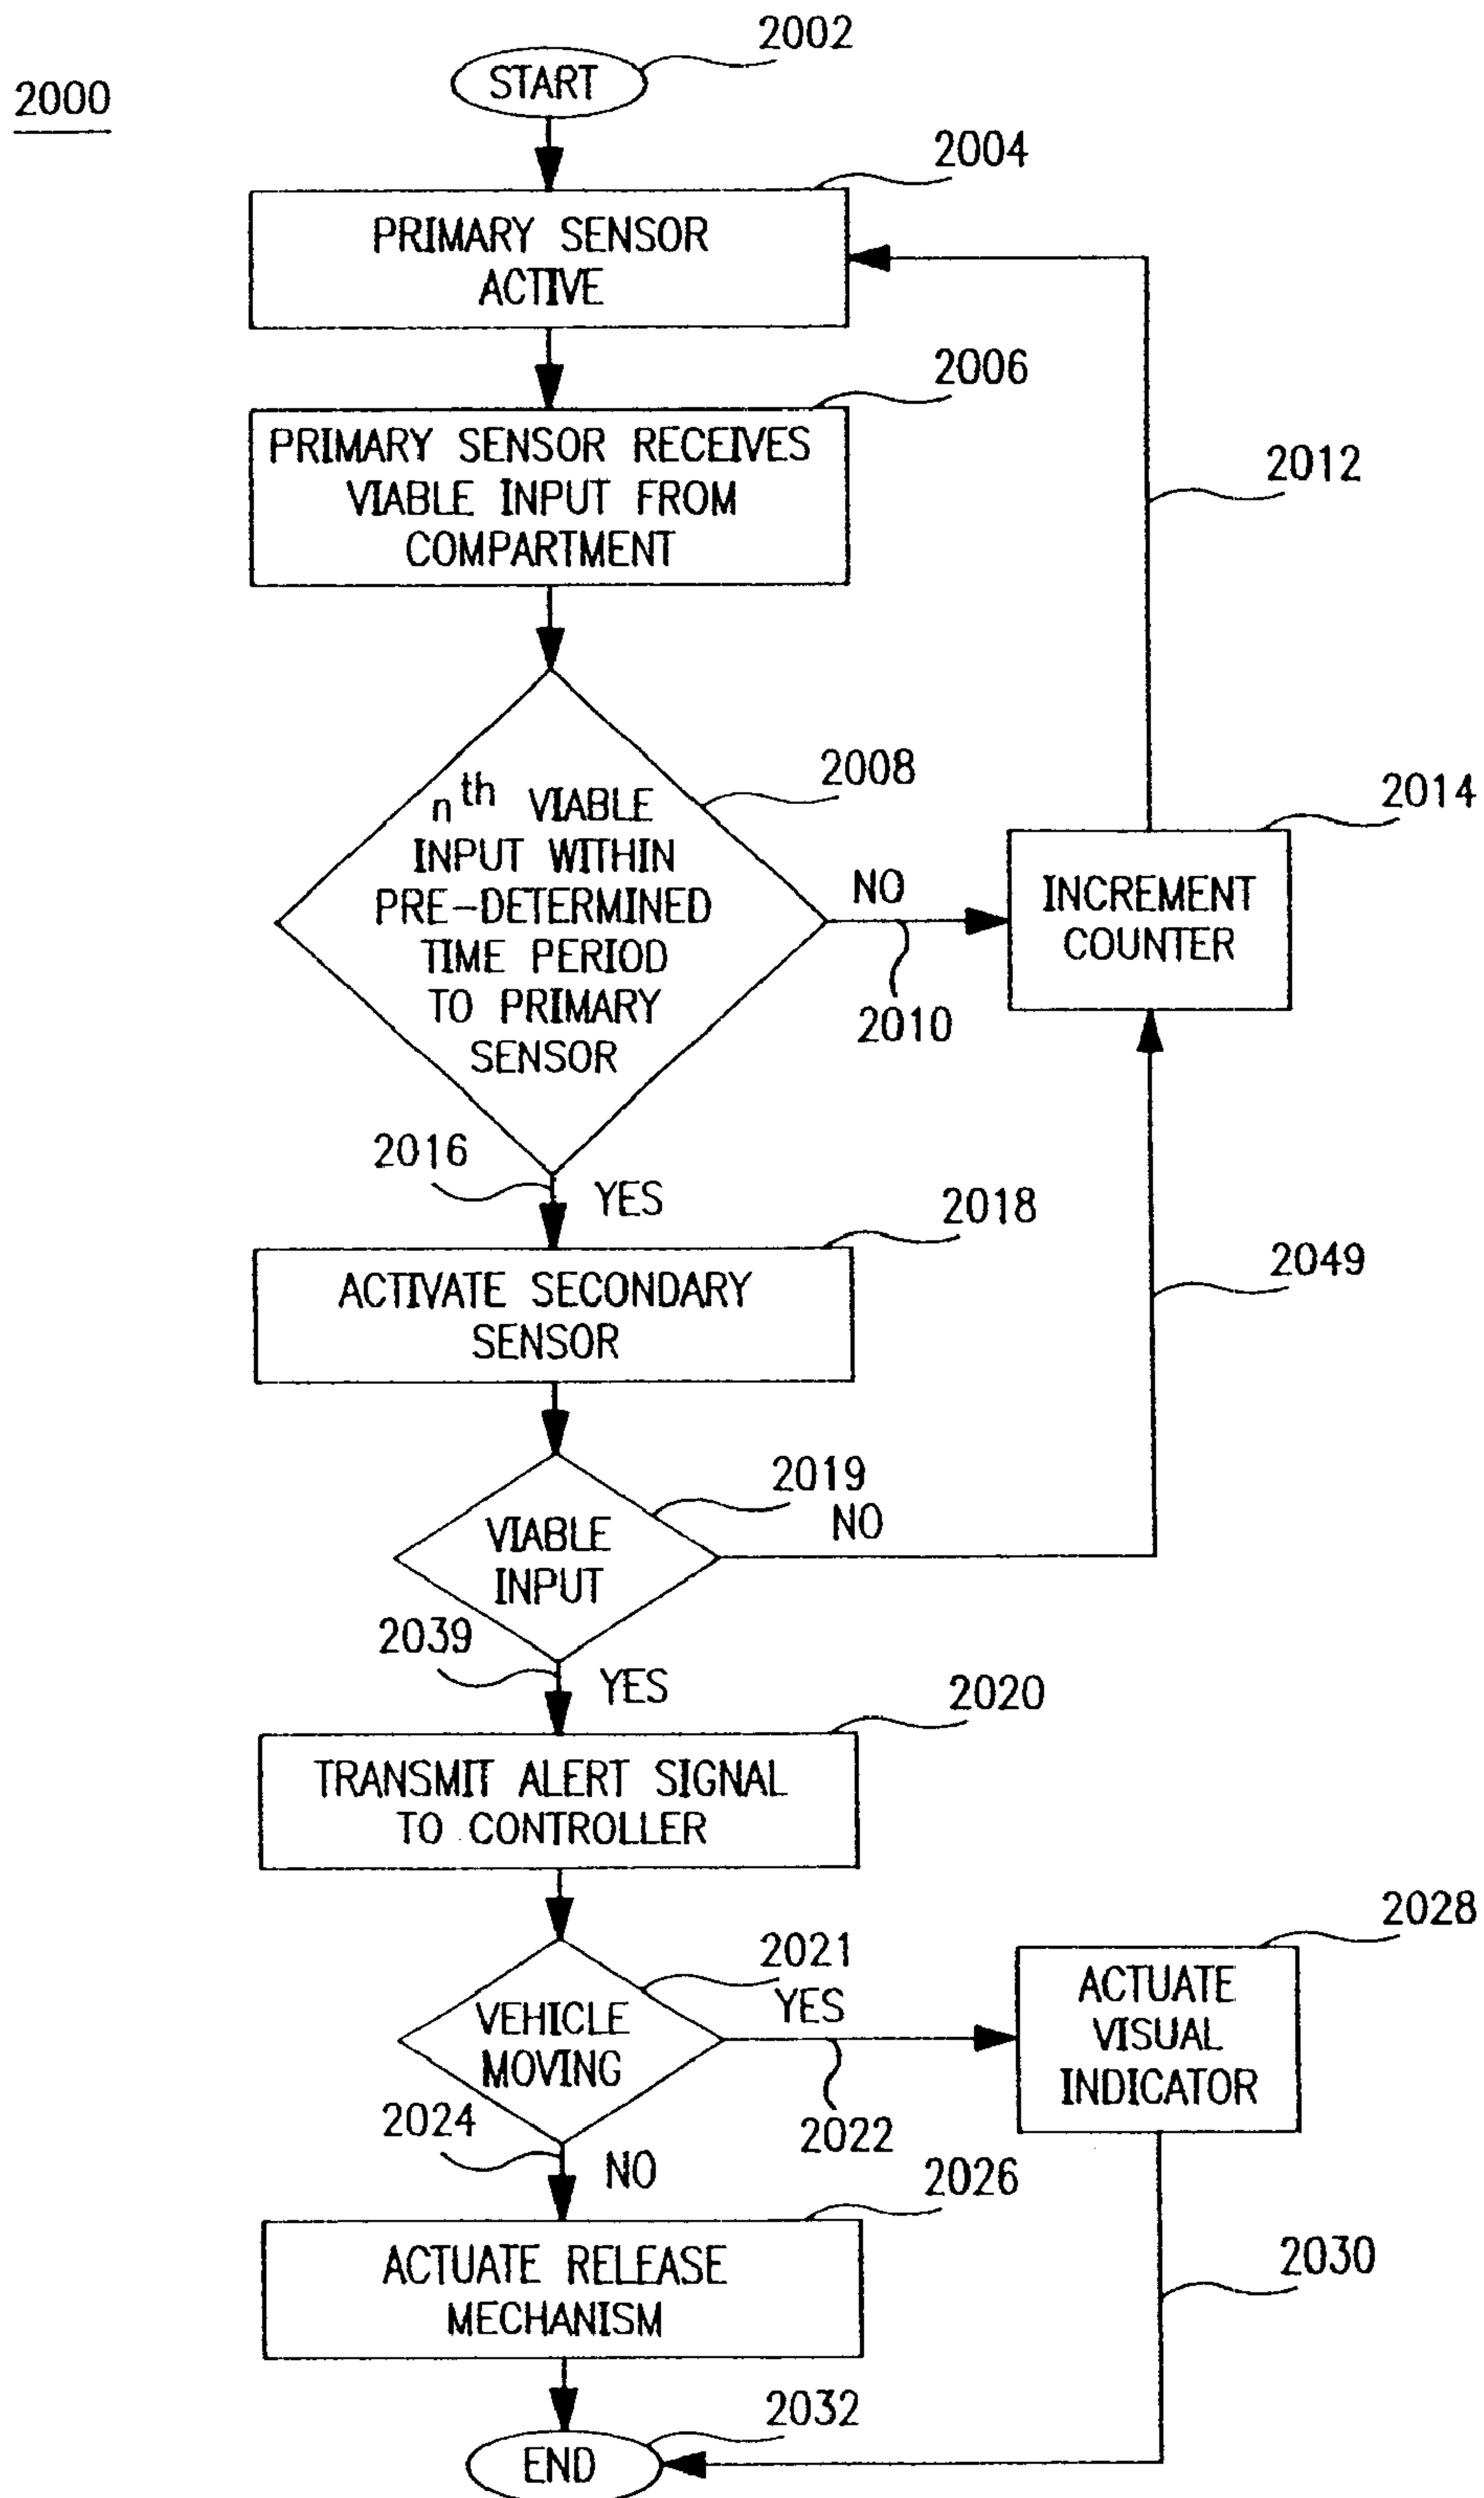 2002
START
2000
2004
PRIMARY SENSOR
ACTIVE
2006
PRIMARY SENSOR RECEIVES
VIABLE INPUT FROM
COMPARTMENT
2012
2008
nth VIABLE
INPUT WITHIN
PRE-DETERMINED
TIME PERIOD
TO PRIMARY
SENSOR
NO
2010
2014
INCREMENT
COUNTER
2016
YES
2018
ACTIVATE SECONDARY
SENSOR
2049
2019
VIABLE
INPUT
NO
2039
YES
2020
TRANSMIT ALERT SIGNAL
TO CONTROLLER
2021
VEHICLE
MOVING
YES
2022
2028
ACTUATE
VISUAL
INDICATOR
2024
NO
2026
ACTUATE RELEASE
MECHANISM
2030
2032
END